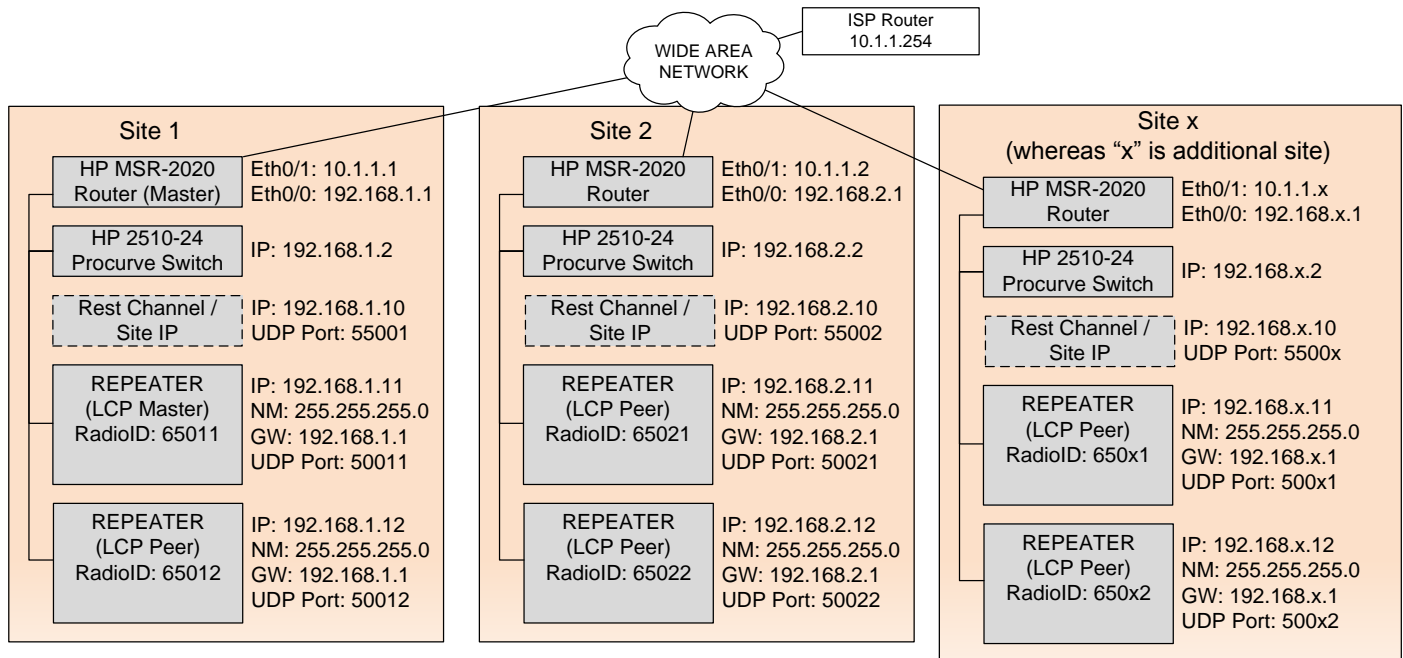 ISP Router
10.1.1.254
WIDE AREA
NETWORK
Site 1
HP MSR-2020
Router (Master)
Eth0/1: 10.1.1.1
Eth0/0: 192.168.1.1
HP 2510-24
Procurve Switch
IP: 192.168.1.2
Rest Channel /
Site IP
IP: 192.168.1.10
UDP Port: 55001
REPEATER
(LCP Master)
RadioID: 65011
IP: 192.168.1.11
NM: 255.255.255.0
GW: 192.168.1.1
UDP Port: 50011
REPEATER
(LCP Peer)
RadioID: 65012
IP: 192.168.1.12
NM: 255.255.255.0
GW: 192.168.1.1
UDP Port: 50012
Site 2
HP MSR-2020
Router
Eth0/1: 10.1.1.2
Eth0/0: 192.168.2.1
HP 2510-24
Procurve Switch
IP: 192.168.2.2
Rest Channel /
Site IP
IP: 192.168.2.10
UDP Port: 55002
REPEATER
(LCP Peer)
RadioID: 65021
IP: 192.168.2.11
NM: 255.255.255.0
GW: 192.168.2.1
UDP Port: 50021
REPEATER
(LCP Peer)
RadioID: 65022
IP: 192.168.2.12
NM: 255.255.255.0
GW: 192.168.2.1
UDP Port: 50022
Site x
(whereas “x” is additional site)
HP MSR-2020
Router
Eth0/1: 10.1.1.x
Eth0/0: 192.168.x.1
HP 2510-24
Procurve Switch
IP: 192.168.x.2
Rest Channel /
Site IP
IP: 192.168.x.10
UDP Port: 5500x
REPEATER
(LCP Peer)
RadioID: 650x1
IP: 192.168.x.11
NM: 255.255.255.0
GW: 192.168.x.1
UDP Port: 500x1
REPEATER
(LCP Peer)
RadioID: 650x2
IP: 192.168.x.12
NM: 255.255.255.0
GW: 192.168.x.1
UDP Port: 500x2